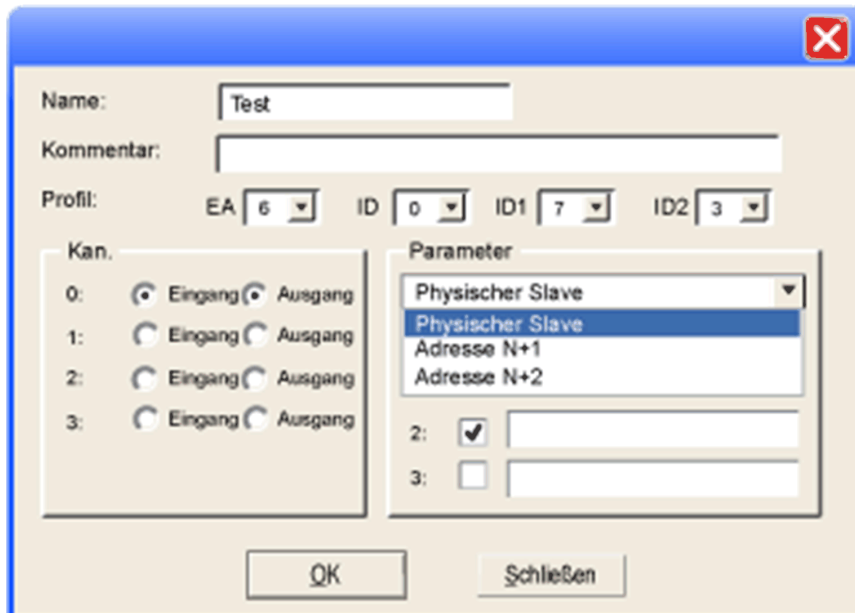 Name: Test
Kommentar:
Profil: EA 6 ID 0 ID1 7 ID2 3
Kan.
0: Eingang Ausgang
1: Eingang Ausgang
2: Eingang Ausgang
3: Eingang Ausgang
Parameter
Physischer Slave
Physischer Slave
Adresse N+1
Adresse N+2
2:
3:
OK Schließen